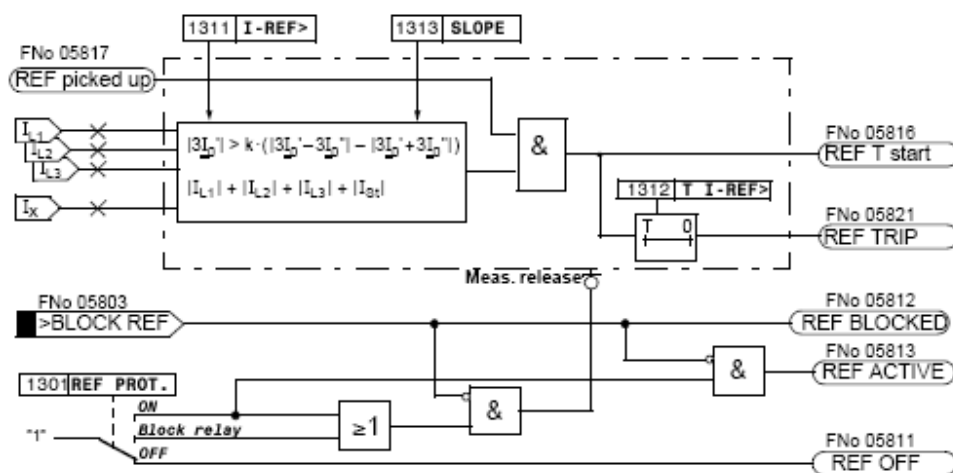 1311 I-REF>
1313 SLOPE
FNo 05817
REF picked up
I_L1
I_L2
I_L3
I_X
|3I_0'| > k·(|3I_0'−3I_0"| − |3I_0'+3I_0"|)
|I_L1| + |I_L2| + |I_L3| + |I_St|
&
FNo 05816
REF T start
1312 T I-REF>
T 0
FNo 05821
REF TRIP
Meas. release
FNo 05803
>BLOCK REF
FNo 05812
REF BLOCKED
FNo 05813
REF ACTIVE
&
1301 REF PROT.
ON
Block relay
OFF
"1"
≥1
&
FNo 05811
REF OFF